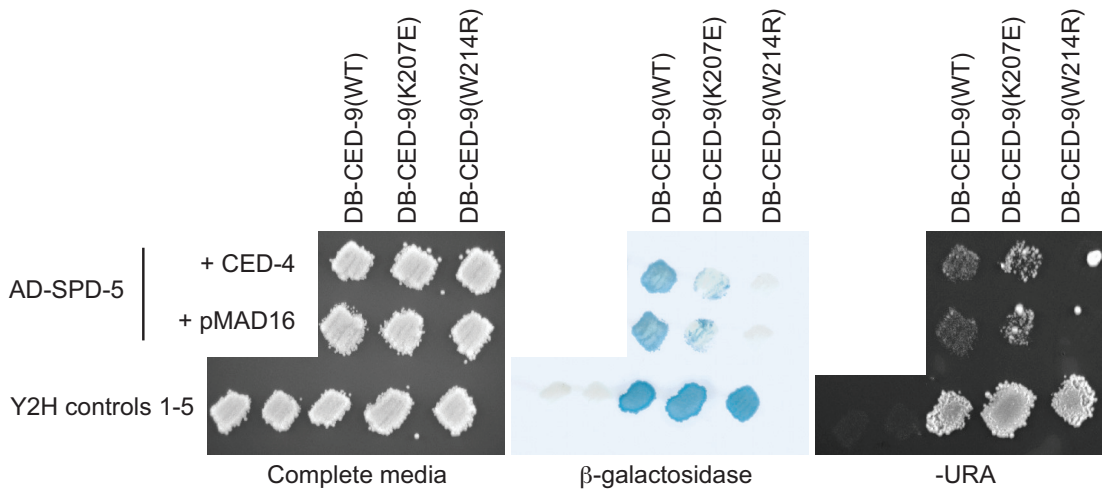 DB-CED-9(WT)
DB-CED-9(K207E)
DB-CED-9(W214R)
DB-CED-9(WT)
DB-CED-9(K207E)
DB-CED-9(W214R)
DB-CED-9(WT)
DB-CED-9(K207E)
DB-CED-9(W214R)
AD-SPD-5
+ CED-4
+ pMAD16
Y2H controls 1-5
Complete media
β-galactosidase
-URA